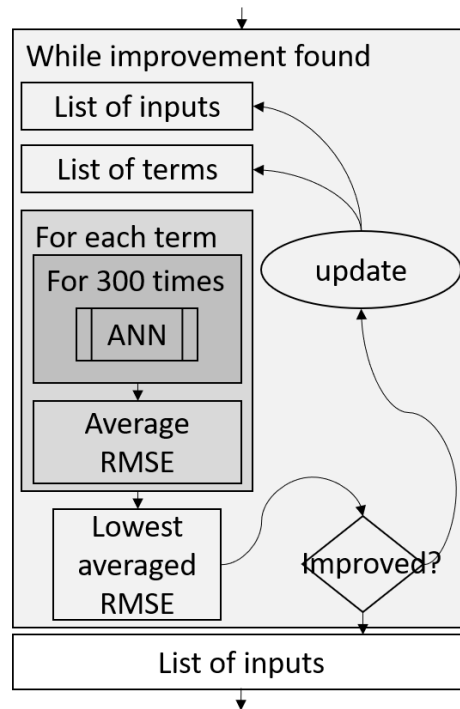 While improvement found
List of inputs
List of terms
For each term
For 300 times
ANN
Average
RMSE
update
Lowest
averaged
RMSE
Improved?
List of inputs